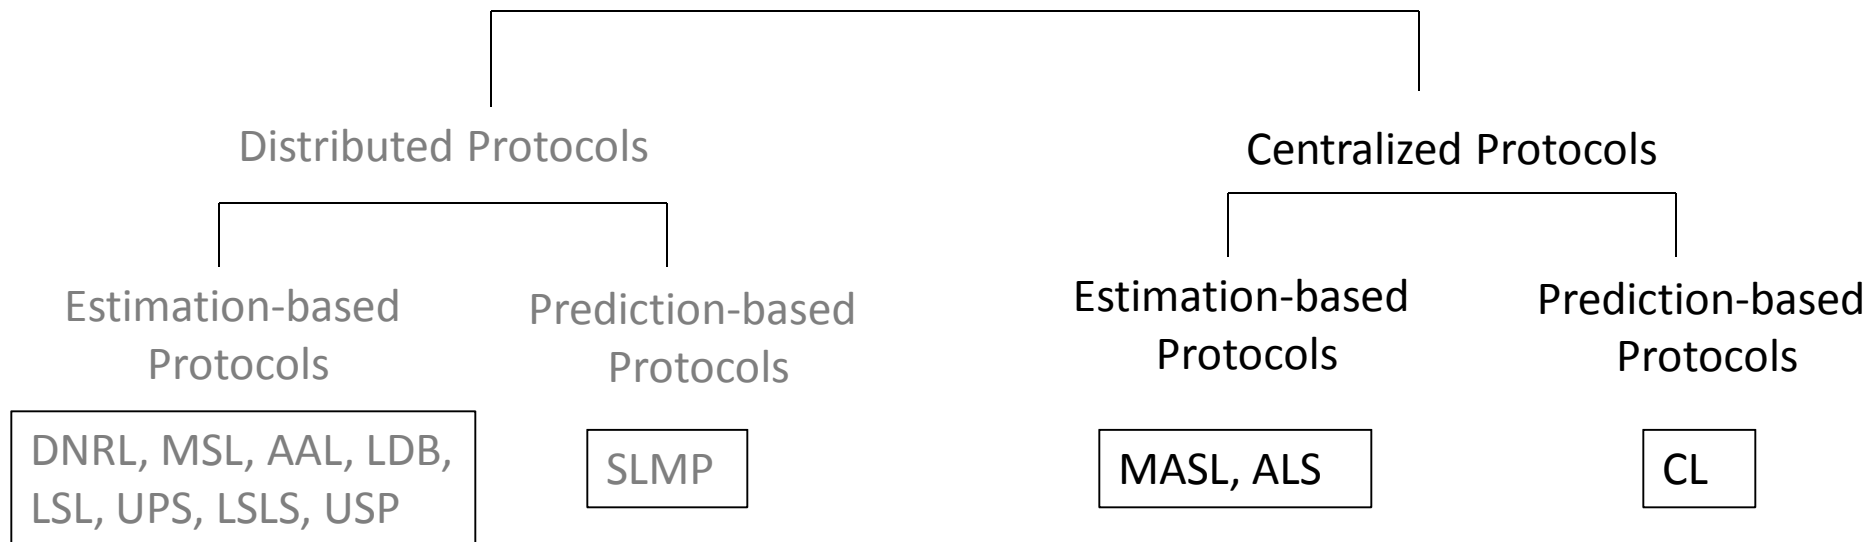 Distributed Protocols
Centralized Protocols
Estimation-based
Protocols
Prediction-based
Protocols
Estimation-based
Protocols
Prediction-based
Protocols
DNRL, MSL, AAL, LDB,
LSL, UPS, LSLS, USP
SLMP
MASL, ALS
CL